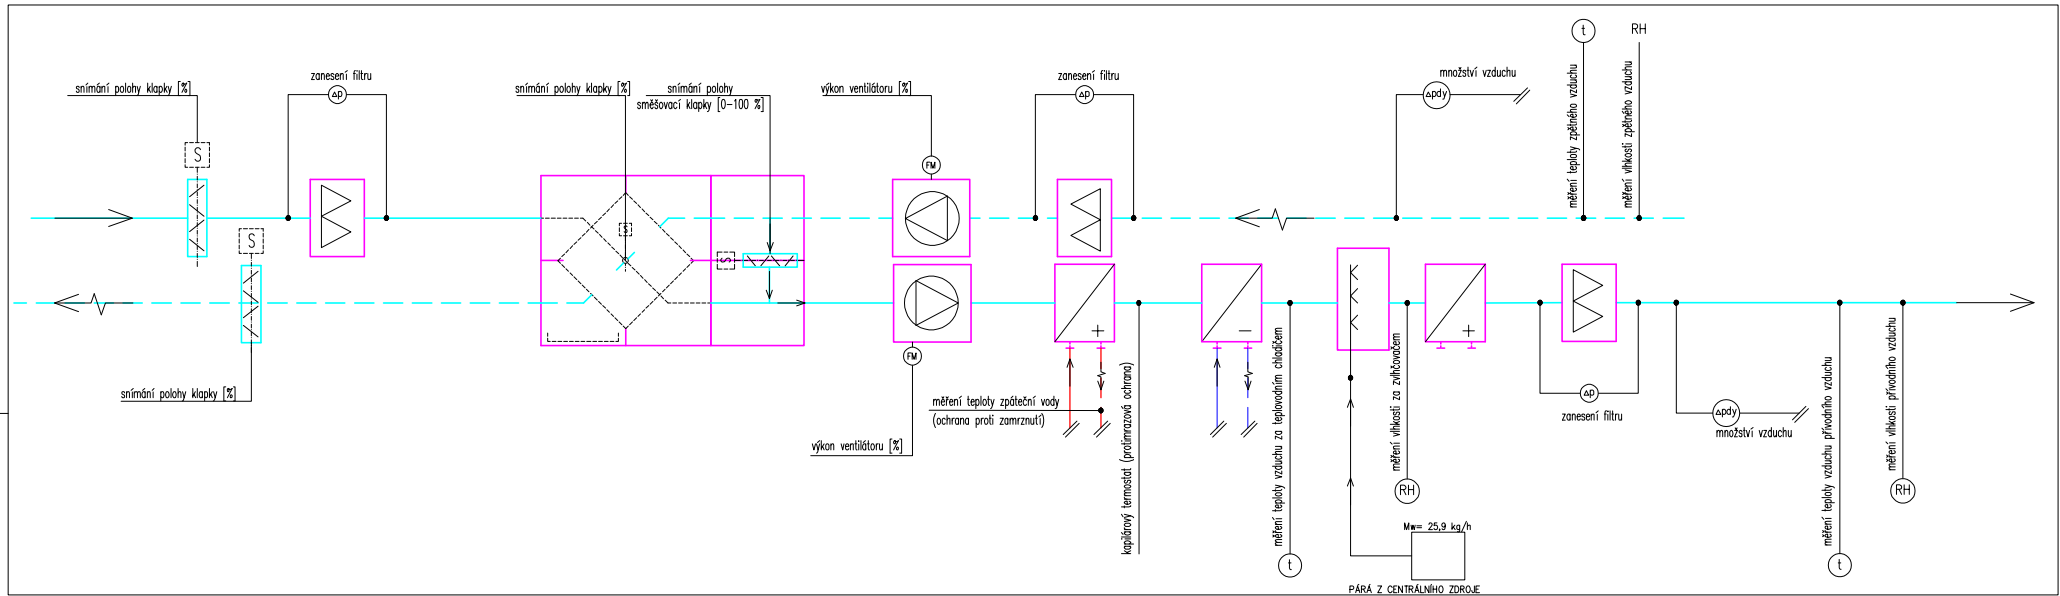 t
RH
snímání polohy klapky [%]
zanesení filtru
Δp
snímání polohy klapky [%]
snímání polohy
směšovací klapky [0-100 %]
výkon ventilátoru [%]
zanesení filtru
Δp
množství vzduchu
Δpdy
měření teploty zpětného vzduchu
měření vlhkosti zpětného vzduchu
S
FM
S
S
S
+
−
+
FM
snímání polohy klapky [%]
výkon ventilátoru [%]
měření teploty zpáteční vody
(ochrana proti zamrznutí)
kapilárový termostat (protimrazová ochrana)
měření teploty vzduchu za teplovodním chladičem
t
měření vlhkosti za zvlhčovačem
RH
Mw= 25,9 kg/h
PÁRÁ Z CENTRÁLNÍHO ZDROJE
Δp
zanesení filtru
Δpdy
množství vzduchu
měření teploty vzduchu přívodního vzduchu
t
měření vlhkosti přívodního vzduchu
RH